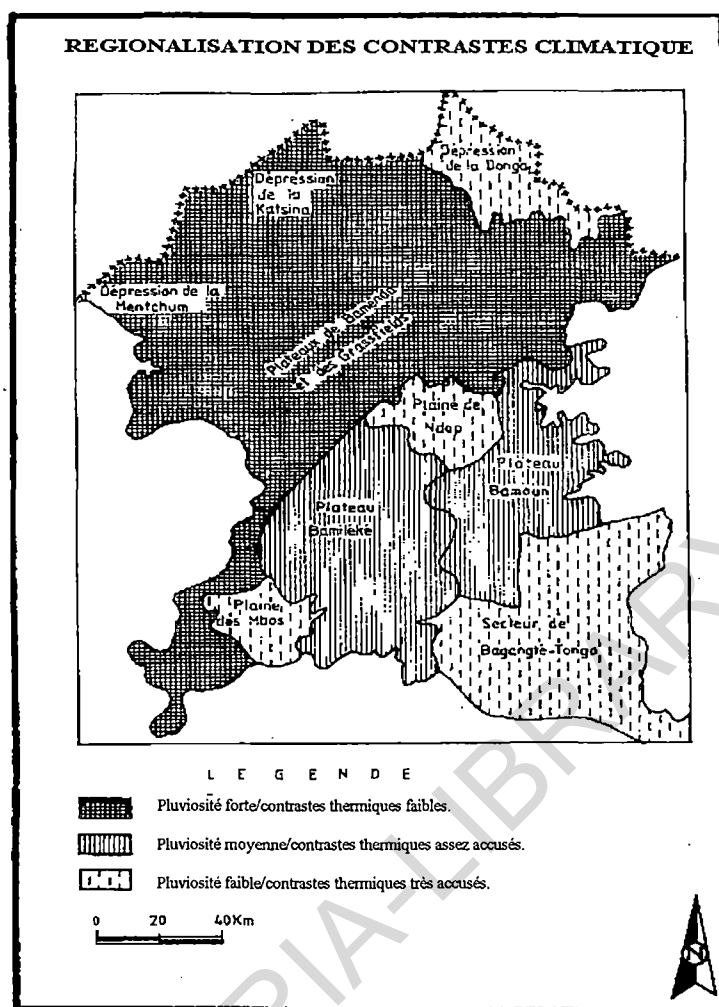 REGIONALISATION DES CONTRASTES CLIMATIQUE
Dépression
de la Donga
Dépression
de la
Katsina
Dépression de la
Mentchum
Plateaux de Bamenda
et des Grassfields
Plaine de
Ndop
Plateau
Bamoun
Plateau
Bamiléké
Plaine
des Mbos
Secteur de
Bagangté-Tonga
L E G E N D E
Pluviosité forte/contrastes thermiques faibles.
Pluviosité moyenne/contrastes thermiques assez accusés.
Pluviosité faible/contrastes thermiques très accusés.
0 20 40Km
N
RIA-LIBRARY